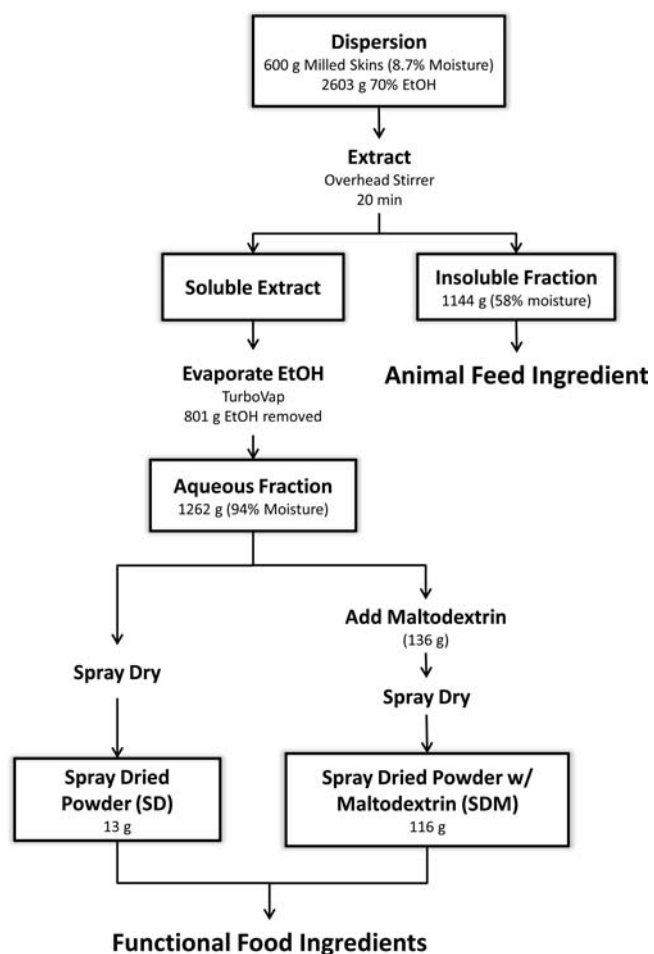 Dispersion
600 g Milled Skins (8.7% Moisture)
2603 g 70% EtOH
Extract
Overhead Stirrer
20 min
Soluble Extract
Insoluble Fraction
1144 g (58% moisture)
Evaporate EtOH
TurboVap
801 g EtOH removed
Animal Feed Ingredient
Aqueous Fraction
1262 g (94% Moisture)
Add Maltodextrin
(136 g)
Spray Dry
Spray Dry
Spray Dried
Powder (SD)
13 g
Spray Dried Powder w/
Maltodextrin (SDM)
116 g
Functional Food Ingredients